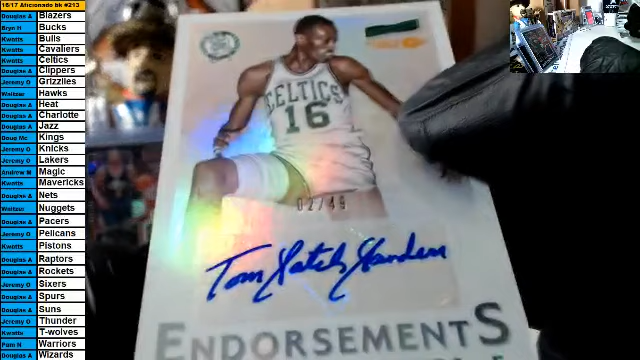 16/17 Aficionado bk #213
Douglas A Blazers
Bryn H Bucks
Kwatts Bulls
Kwatts Cavaliers
Kwatts Celtics
Douglas A Clippers
Jeremy O Grizzlies
Waltzur Hawks
Douglas A Heat
Douglas A Charlotte
Douglas A Jazz
Doug Mc Kings
Jeremy O Knicks
Jeremy O Lakers
Andrew M Magic
Kwatts Mavericks
Douglas A Nets
Waltzur Nuggets
Douglas A Pacers
Jeremy O Pelicans
Kwatts Pistons
Douglas A Raptors
Douglas A Rockets
Jeremy O Sixers
Douglas A Spurs
Douglas A Suns
Jeremy O Thunder
Kwatts T-wolves
Pam N Warriors
Douglas A Wizards
CELTICS
16
02/49
Tom Satch Sanders
ENDORSEMENTS